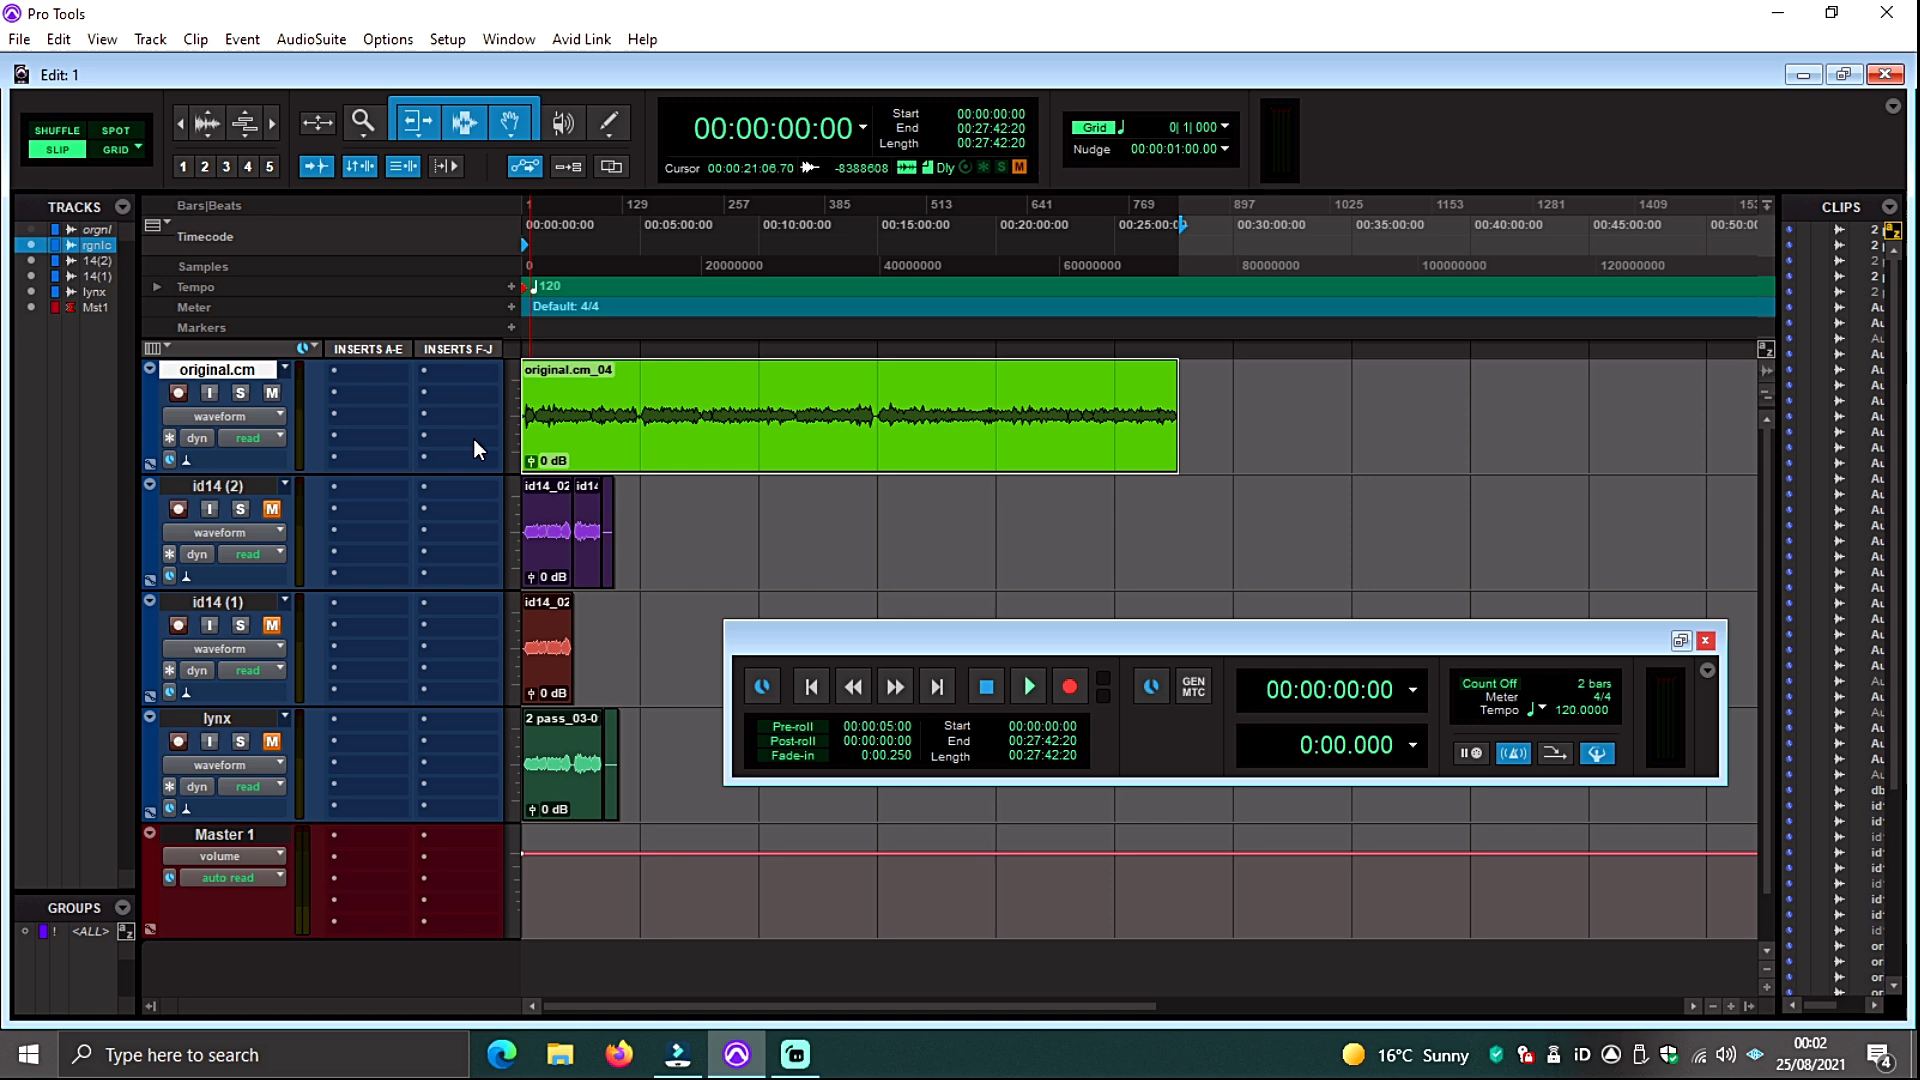 Pro Tools
File Edit View Track Clip Event AudioSuite Options Setup Window Avid Link Help
Edit: 1
SHUFFLE SPOT
SLIP GRID
1 2 3 4 5
00:00:00:00
Start 00:00:00:00
End 00:27:42:20
Length 00:27:42:20
Cursor 00:00:21:06.70 -8388608 Dly S M
Grid 0| 1| 000
Nudge 00:00:01:00.00
TRACKS
orgnl
rgnlc
14(2)
14(1)
lynx
Mst1
Bars|Beats 1 129 257 385 513 641 769 897 1025 1153 1281 1409
Timecode 00:00:00:00 00:05:00:00 00:10:00:00 00:15:00:00 00:20:00:00 00:25:00:0 00:30:00:00 00:35:00:00 00:40:00:00 00:45:00:00 00:50:00
Samples 0 20000000 40000000 60000000 80000000 100000000 120000000
Tempo + 120
Meter + Default: 4/4
Markers +
INSERTS A-E INSERTS F-J
original.cm
I S M
waveform
dyn read
original.cm_04
0 dB
id14 (2)
I S M
waveform
dyn read
id14_02 id14
0 dB
id14 (1)
I S M
waveform
dyn read
id14_02
0 dB
lynx
I S M
waveform
dyn read
2 pass_03-0
0 dB
Master 1
volume
auto read
GEN
MTC
00:00:00:00
0:00.000
Pre-roll 00:00:05:00
Post-roll 00:00:00:00
Fade-in 0:00.250
Start 00:00:00:00
End 00:27:42:20
Length 00:27:42:20
Count Off 2 bars
Meter 4/4
Tempo 120.0000
GROUPS
! <ALL>
a z
CLIPS
Type here to search
16°C Sunny
iD
00:02
25/08/2021
4